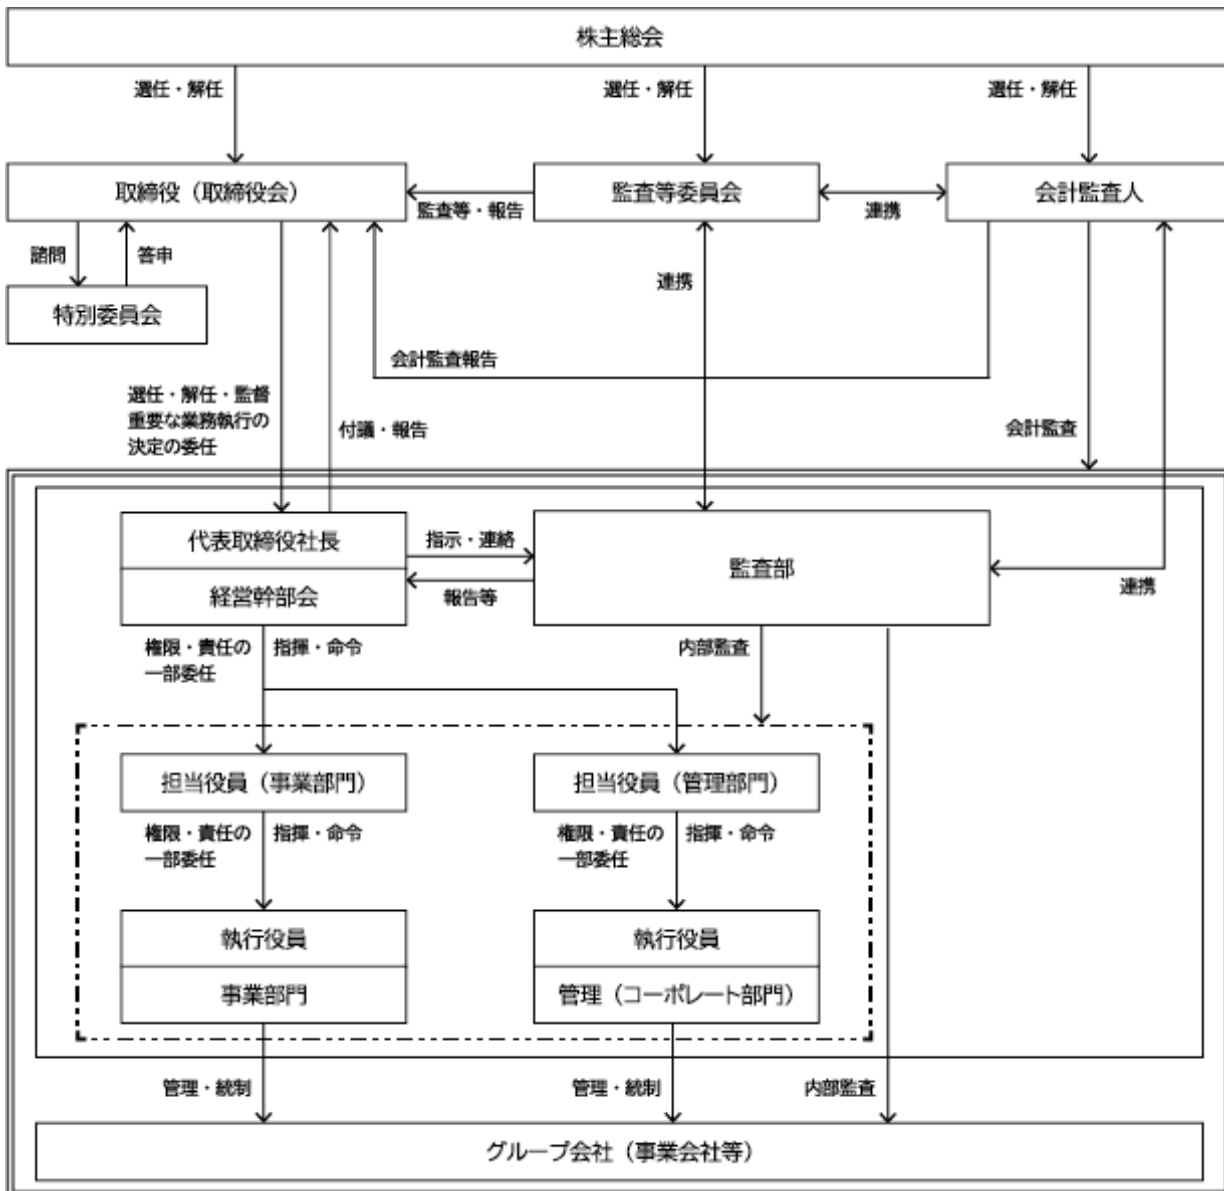 株主総会
選任・解任
選任・解任
選任・解任
取締役（取締役会）
監査等・報告
監査等委員会
連携
会計監査人
諮問
答申
特別委員会
連携
会計監査報告
選任・解任・監督
重要な業務執行の
決定の委任
付議・報告
会計監査
代表取締役社長
経営幹部会
指示・連絡
報告等
監査部
連携
権限・責任の
一部委任
指揮・命令
内部監査
担当役員（事業部門）
担当役員（管理部門）
権限・責任の
一部委任
指揮・命令
権限・責任の
一部委任
指揮・命令
執行役員
事業部門
執行役員
管理（コーポレート部門）
管理・統制
管理・統制
内部監査
グループ会社（事業会社等）